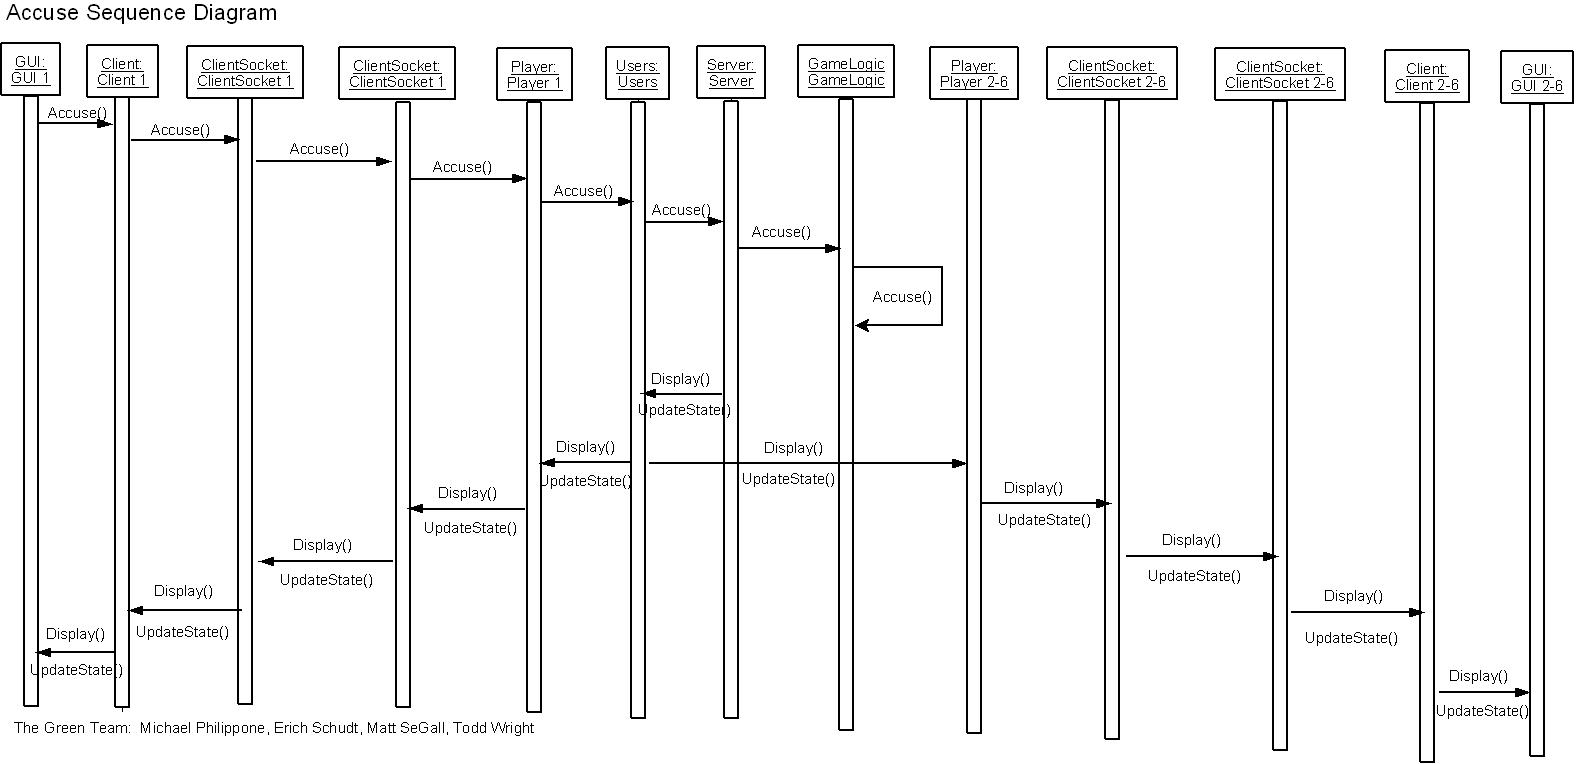 Accuse Sequence Diagram
GUI:
GUI 1
Client:
Client 1
ClientSocket:
ClientSocket 1
ClientSocket:
ClientSocket 1
Player:
Player 1
Users:
Users
Server:
Server
GameLogic
GameLogic
Player:
Player 2-6
ClientSocket:
ClientSocket 2-6
ClientSocket:
ClientSocket 2-6
Client:
Client 2-6
GUI:
GUI 2-6
Accuse()
Accuse()
Accuse()
Accuse()
Accuse()
Accuse()
Accuse()
Accuse()
Display()
UpdateState()
Display()
UpdateState()
Display()
UpdateState()
Display()
UpdateState()
Display()
UpdateState()
Display()
UpdateState()
Display()
UpdateState()
Display()
UpdateState()
Display()
UpdateState()
Display()
UpdateState()
Display()
UpdateState()
The Green Team:  Michael Philippone, Erich Schudt, Matt SeGall, Todd Wright